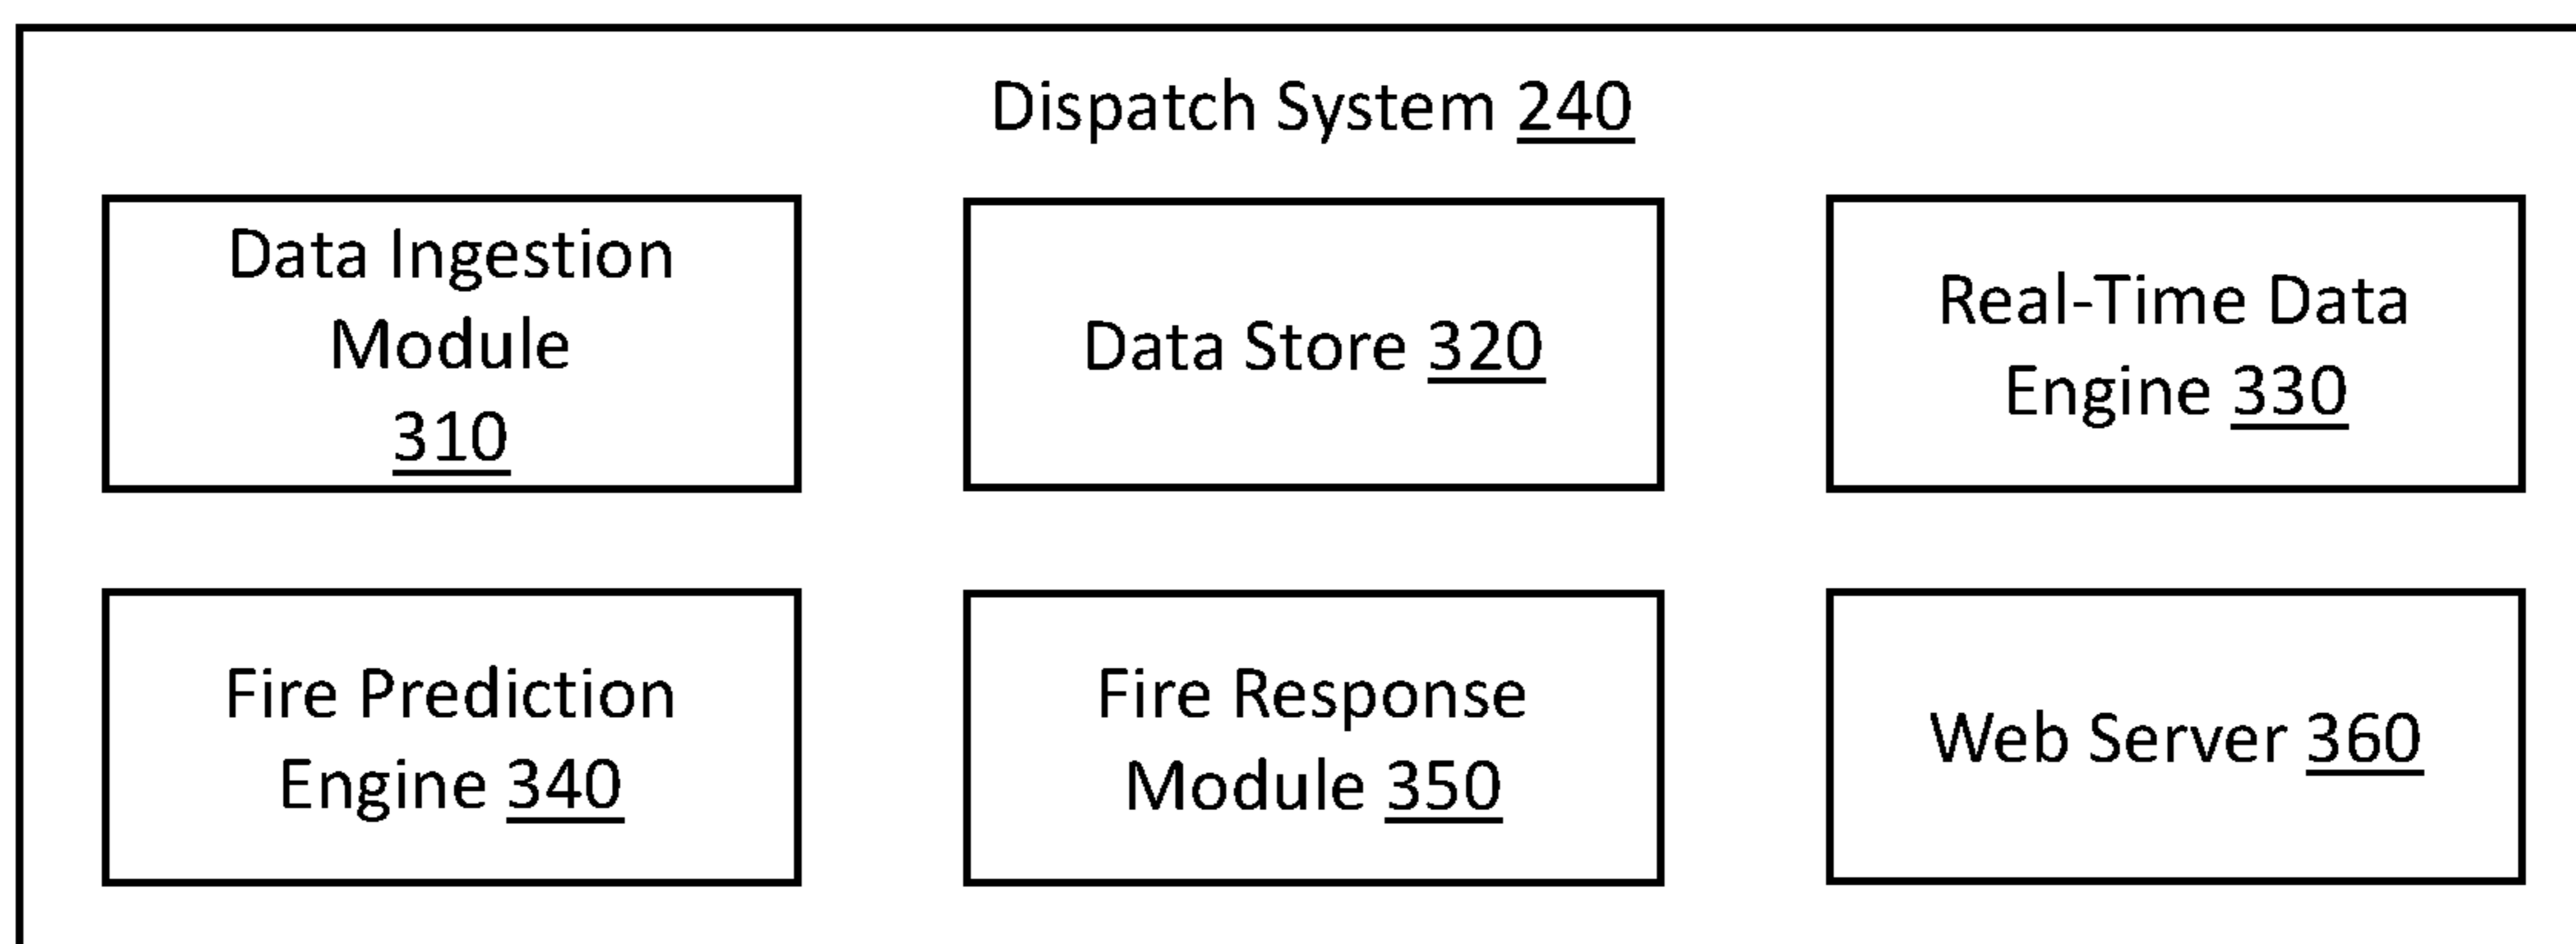 Dispatch System 240
Data Ingestion
Module
310
Data Store 320
Real-Time Data
Engine 330
Fire Prediction
Engine 340
Fire Response
Module 350
Web Server 360